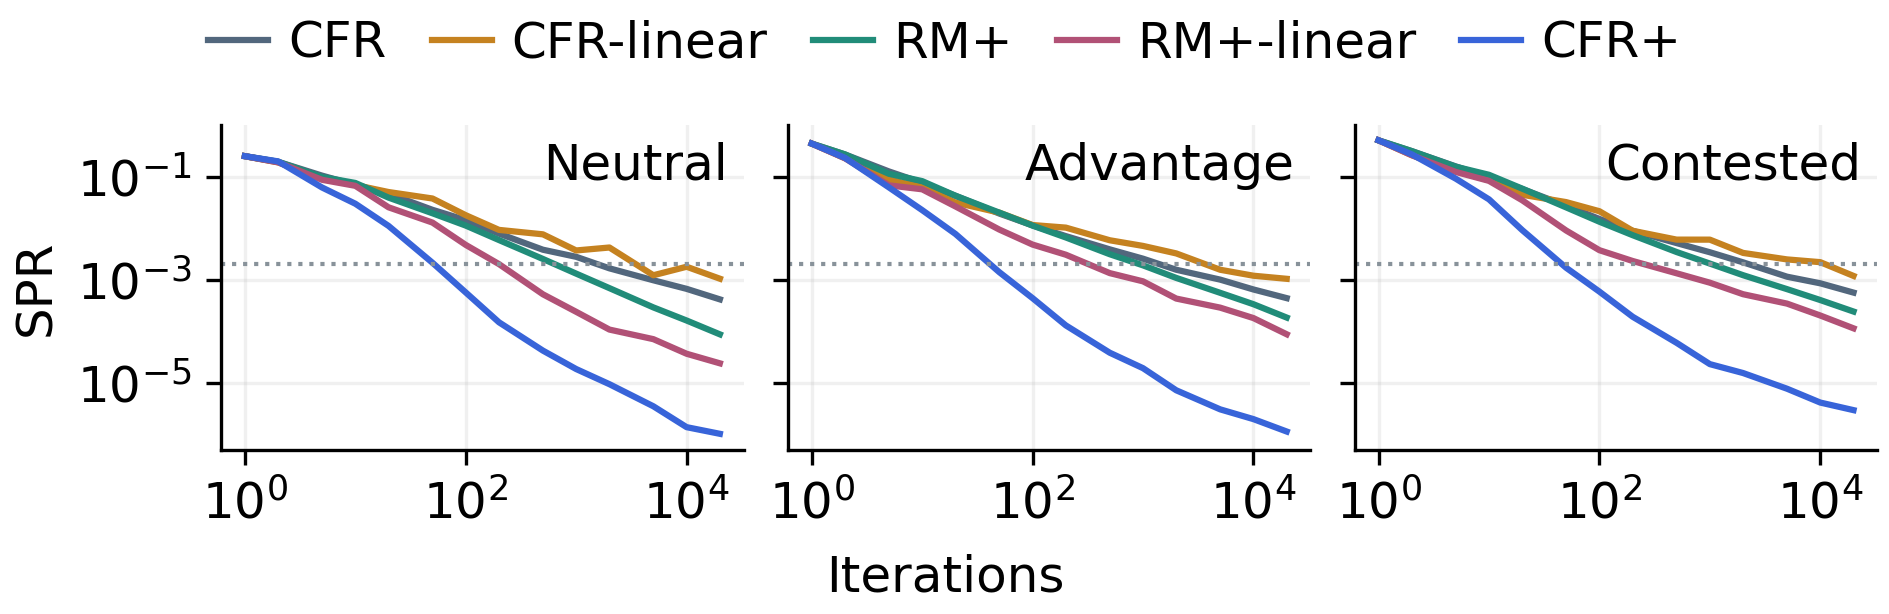 CFR CFR-linear RM+ RM+-linear CFR+
Neutral Advantage Contested
SPR
10⁻¹
10⁻³
10⁻⁵
10⁰ 10² 10⁴ 10⁰ 10² 10⁴ 10⁰ 10² 10⁴
Iterations